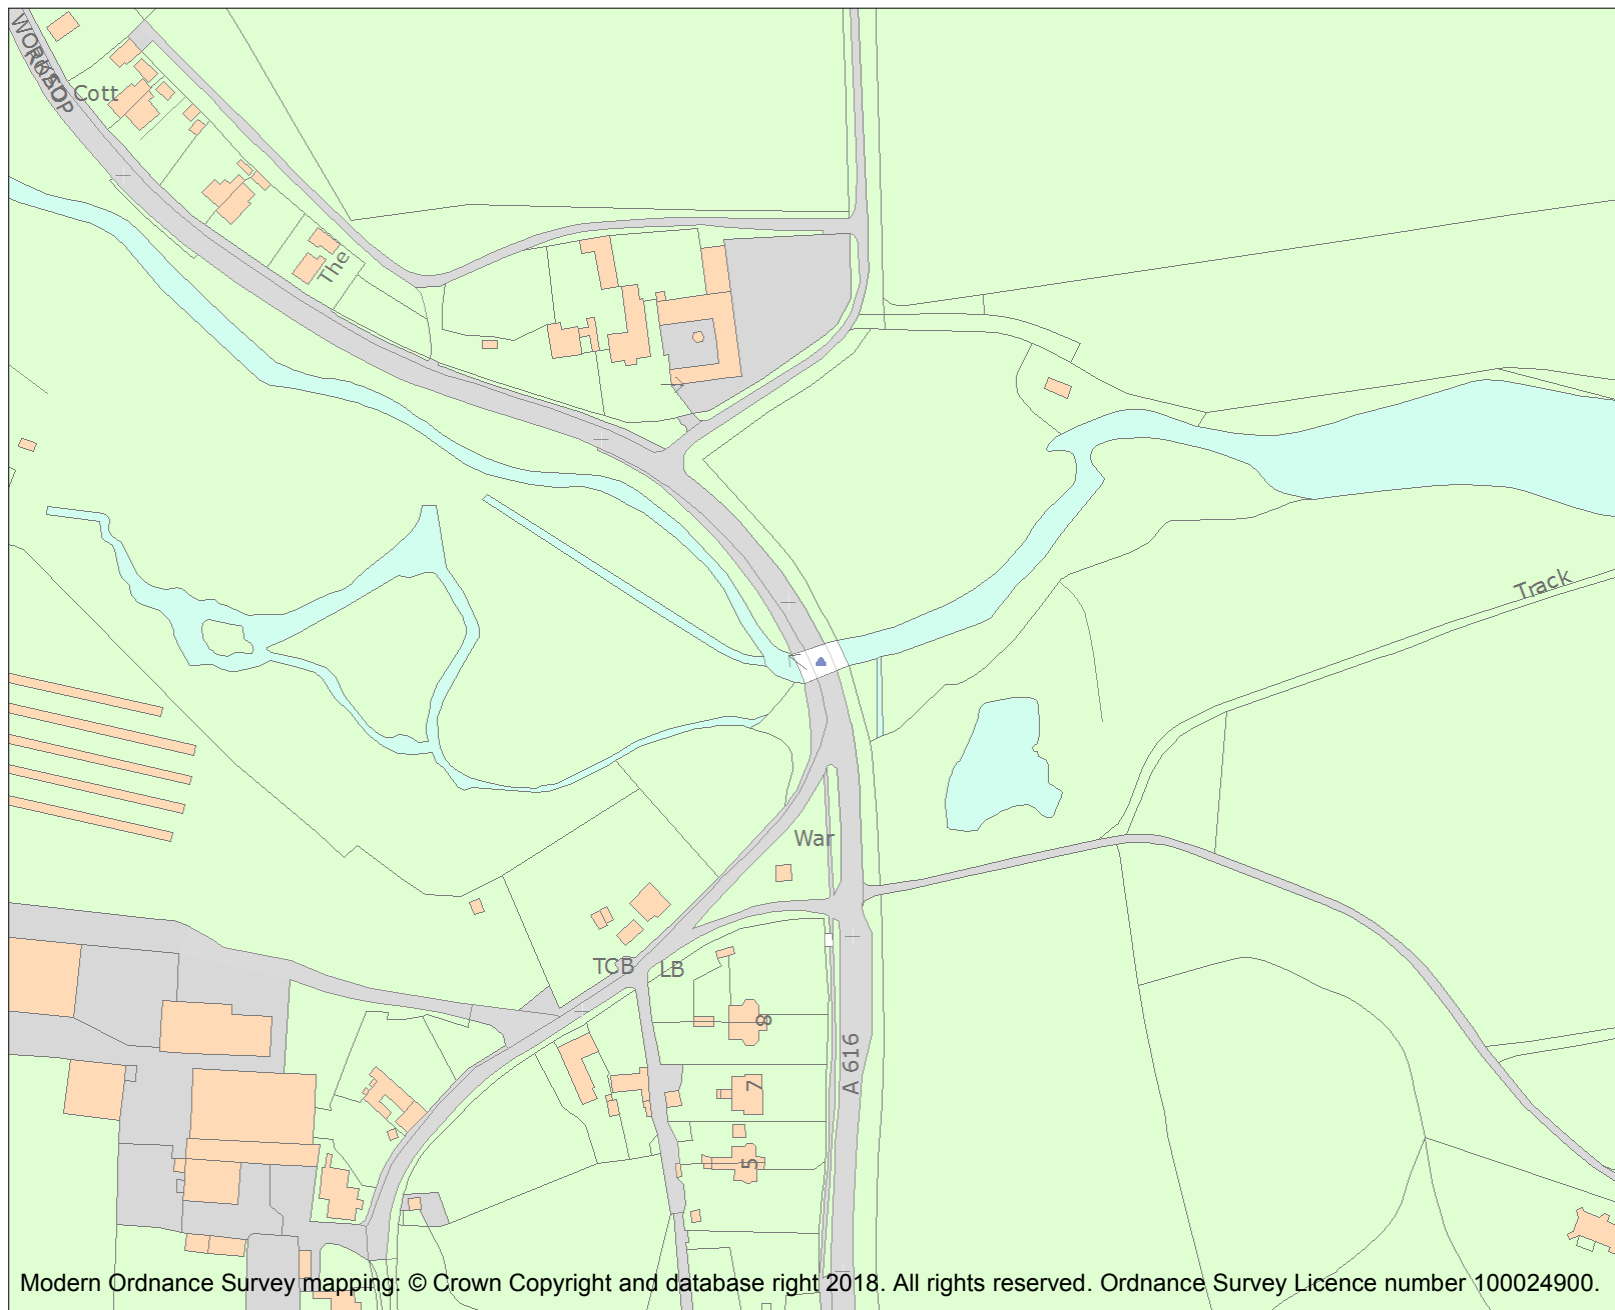 WORKSOP
ROAD
Cott
The
Track
War
TCB
LB
8
A 616
7
5
Modern Ordnance Survey mapping: © Crown Copyright and database right 2018. All rights reserved. Ordnance Survey Licence number 100024900.